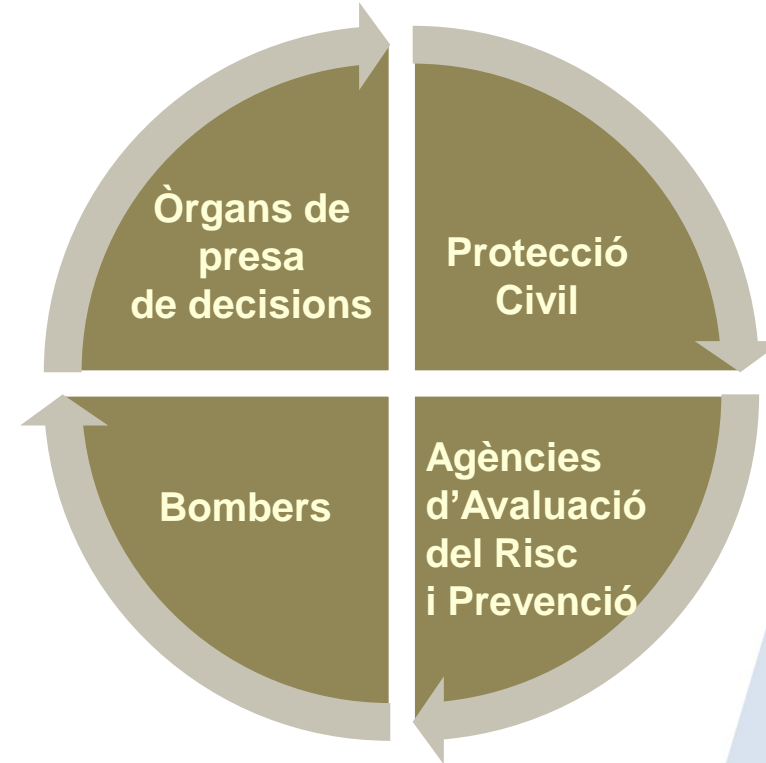 Òrgans de
presa
de decisions
Protecció
Civil
Bombers
Agències
d’Avaluació
del Risc
i Prevenció